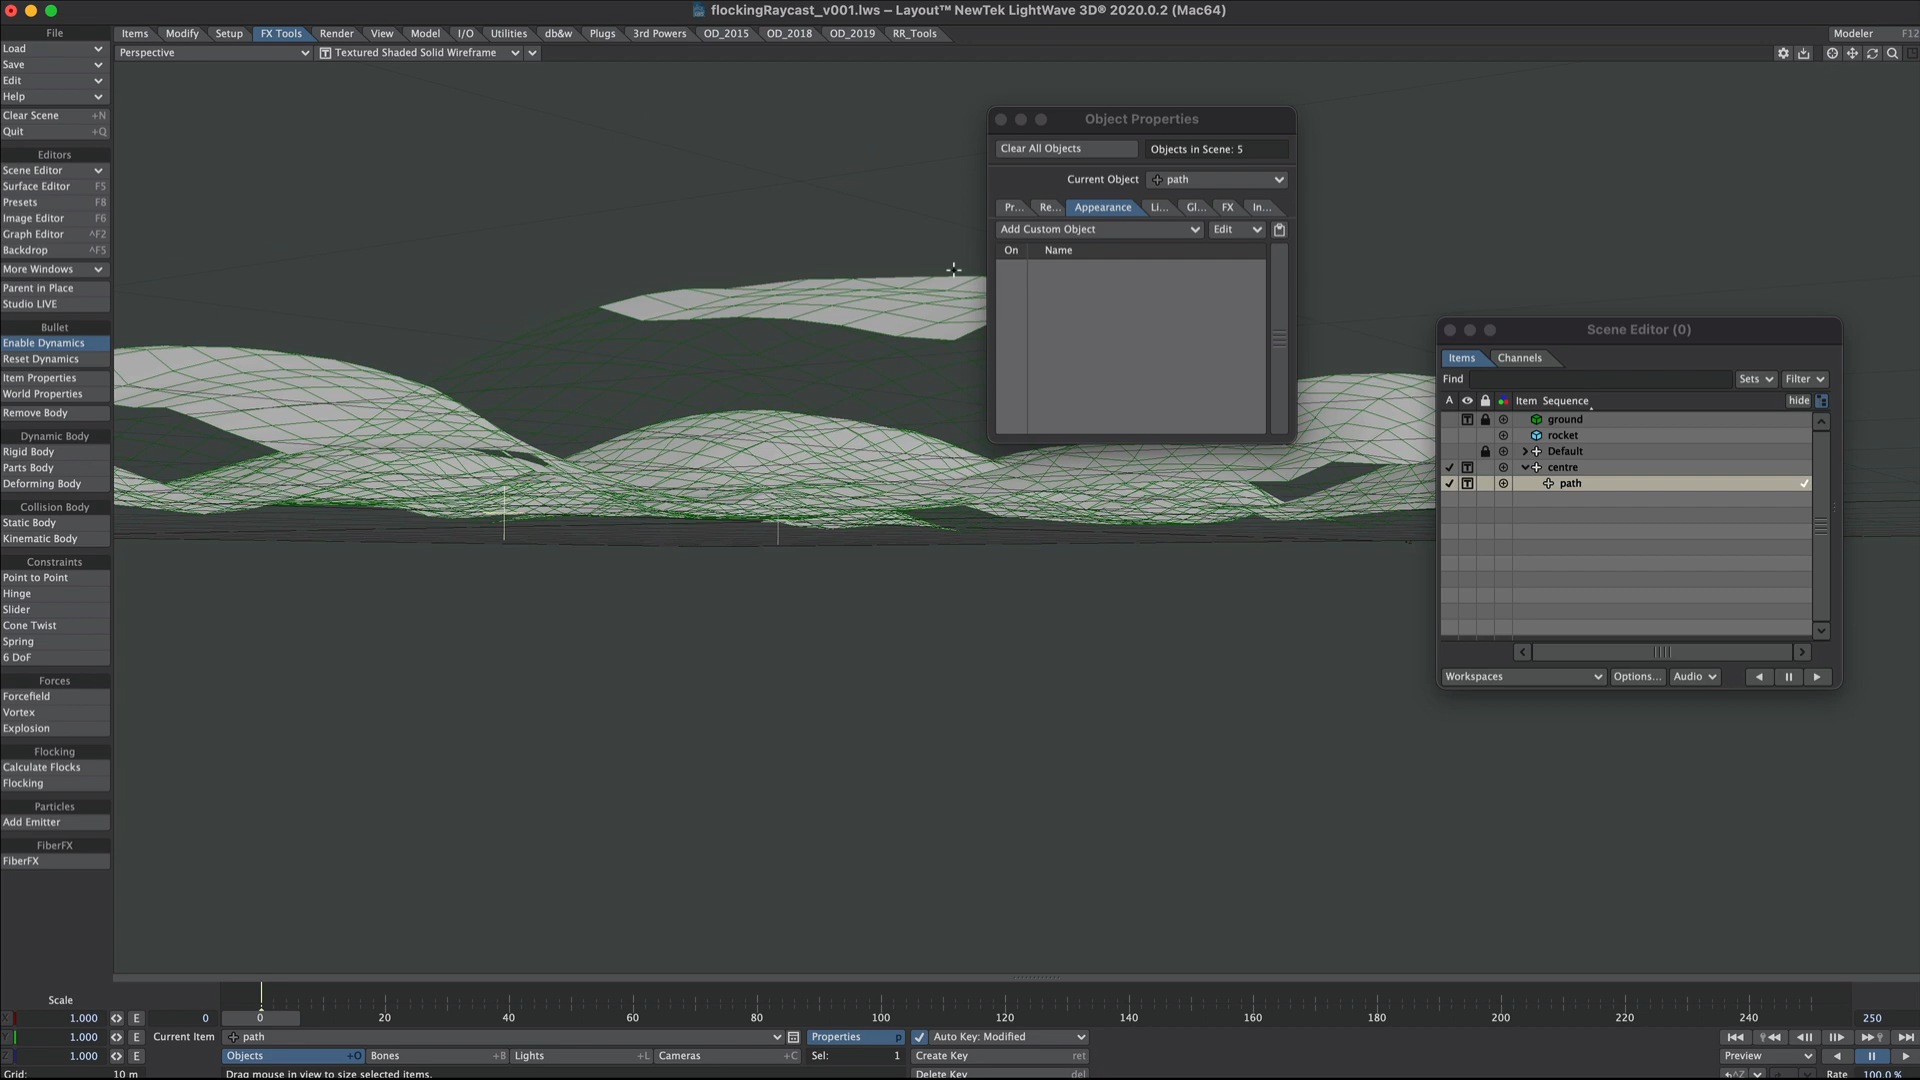 flockingRaycast_v001.lws – Layout™ NewTek LightWave 3D® 2020.0.2 (Mac64)
File
Items Modify Setup FX Tools Render View Model I/O Utilities db&w Plugs 3rd Powers OD_2015 OD_2018 OD_2019 RR_Tools
Modeler F12
Perspective
Textured Shaded Solid Wireframe
Load
Save
Edit
Help
Clear Scene +N
Quit +Q
Editors
Scene Editor
Surface Editor F5
Presets F8
Image Editor F6
Graph Editor ^F2
Backdrop ^F5
More Windows
Parent in Place
Studio LIVE
Bullet
Enable Dynamics
Reset Dynamics
Item Properties
World Properties
Remove Body
Dynamic Body
Rigid Body
Parts Body
Deforming Body
Collision Body
Static Body
Kinematic Body
Constraints
Point to Point
Hinge
Slider
Cone Twist
Spring
6 DoF
Forces
Forcefield
Vortex
Explosion
Flocking
Calculate Flocks
Flocking
Particles
Add Emitter
FiberFX
FiberFX
Object Properties
Clear All Objects
Objects in Scene: 5
Current Object path
Pr... Re... Appearance Li... Gl... FX In...
Add Custom Object Edit
On Name
Scene Editor (0)
Items Channels
Find Sets Filter
A Item Sequence hide
ground
rocket
Default
centre
path
Workspaces Options... Audio
Scale
0 20 40 60 80 100 120 140 160 180 200 220 240 250
X 1.000 E 0
Y 1.000 E Current Item path Properties p Auto Key: Modified
Z 1.000 E Objects +O Bones +B Lights +L Cameras +C Sel: 1 Create Key ret Preview
Grid: 10 m Drag mouse in view to size selected items. Delete Key del ^Z Rate 100.0 %